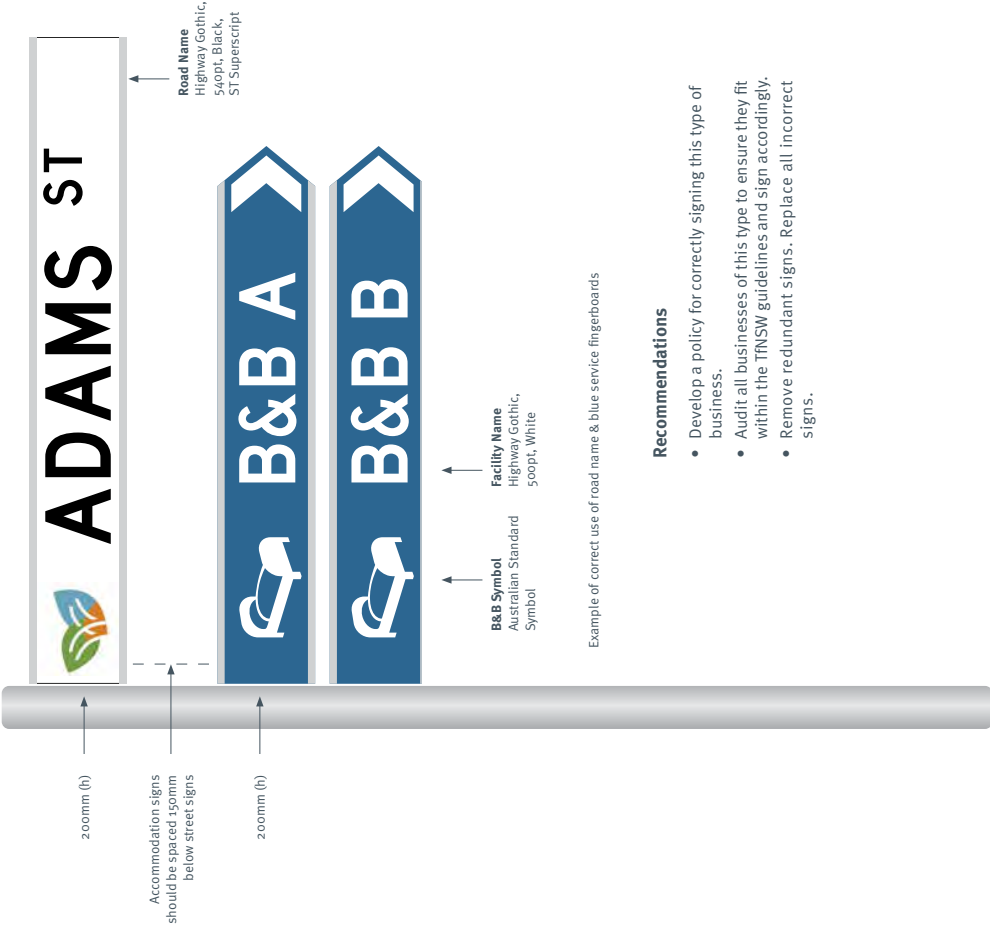 ADAMS ST
Road Name
Highway Gothic,
540pt, Black,
ST Superscript
200mm (h)
Accommodation signs
should be spaced 150mm
below street signs
B&B A
200mm (h)
B&B B
B&B Symbol
Australian Standard
Symbol
Facility Name
Highway Gothic,
500pt, White
Example of correct use of road name & blue service fingerboards
Recommendations
• Develop a policy for correctly signing this type of
business.
• Audit all businesses of this type to ensure they fit
within the TfNSW guidelines and sign accordingly.
• Remove redundant signs. Replace all incorrect
signs.